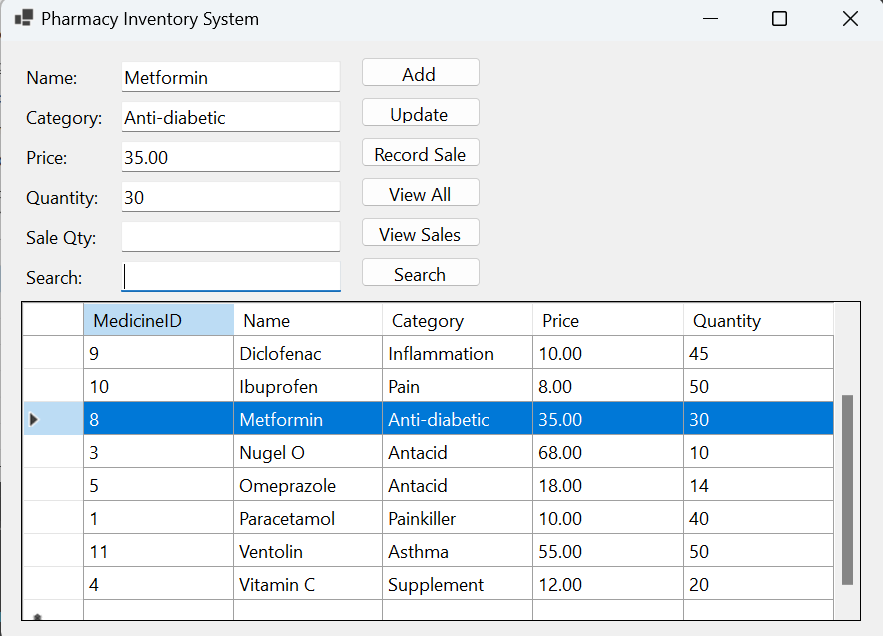 Pharmacy Inventory System
Name: Metformin Add
Category: Anti-diabetic Update
Price: 35.00 Record Sale
Quantity: 30 View All
Sale Qty: View Sales
Search: Search
MedicineID Name Category Price Quantity
9 Diclofenac Inflammation 10.00 45
10 Ibuprofen Pain 8.00 50
8 Metformin Anti-diabetic 35.00 30
3 Nugel O Antacid 68.00 10
5 Omeprazole Antacid 18.00 14
1 Paracetamol Painkiller 10.00 40
11 Ventolin Asthma 55.00 50
4 Vitamin C Supplement 12.00 20